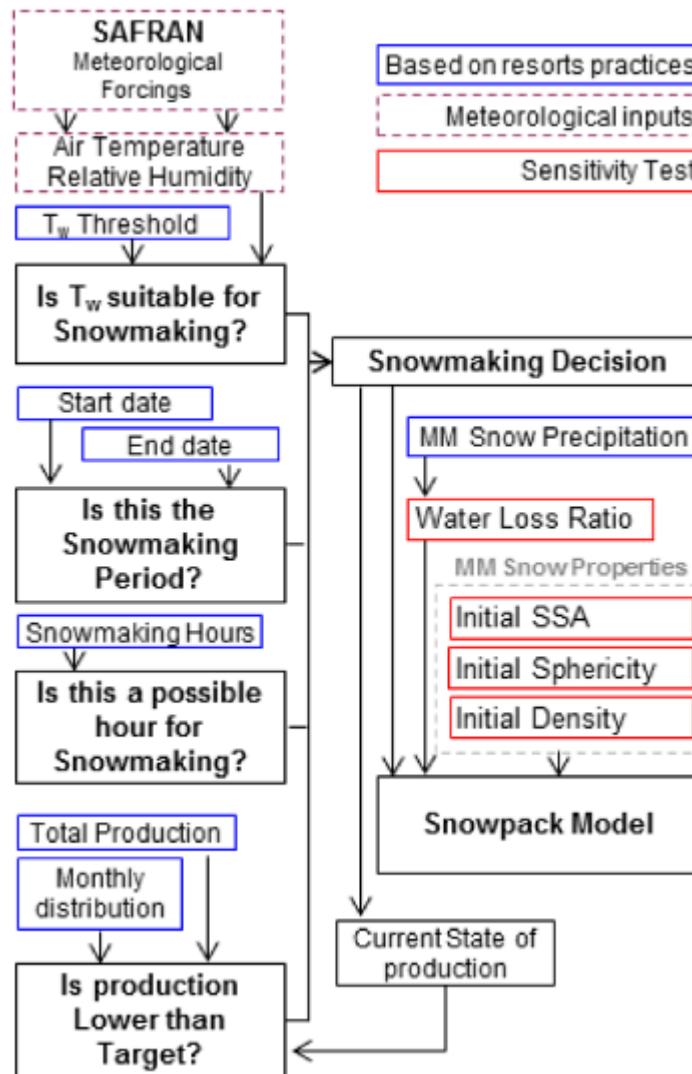 SAFRAN
Meteorological
Forcings
Air Temperature
Relative Humidity
Tw Threshold
Is Tw suitable for
Snowmaking?
Start date
End date
Is this the
Snowmaking
Period?
Snowmaking Hours
Is this a possible
hour for
Snowmaking?
Total Production
Monthly
distribution
Is production
Lower than
Target?
Based on resorts practices
Meteorological inputs
Sensitivity Test
Snowmaking Decision
MM Snow Precipitation
Water Loss Ratio
MM Snow Properties
Initial SSA
Initial Sphericity
Initial Density
Snowpack Model
Current State of
production